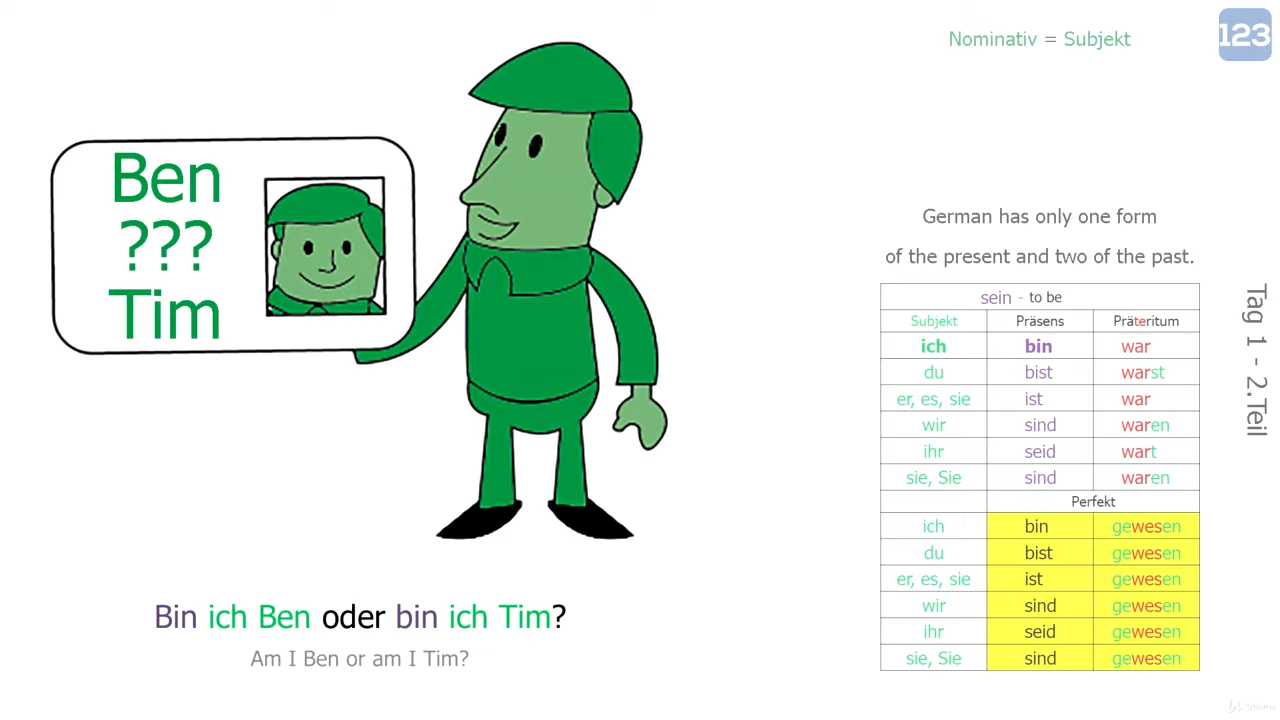 Nominativ = Subjekt
123
Ben
???
Tim
German has only one form
of the present and two of the past.
sein - to be
Subjekt Präsens Präteritum
ich bin war
du bist warst
er, es, sie ist war
wir sind waren
ihr seid wart
sie, Sie sind waren
Perfekt
ich bin gewesen
du bist gewesen
er, es, sie ist gewesen
wir sind gewesen
ihr seid gewesen
sie, Sie sind gewesen
Tag 1 - 2.Teil
Bin ich Ben oder bin ich Tim?
Am I Ben or am I Tim?